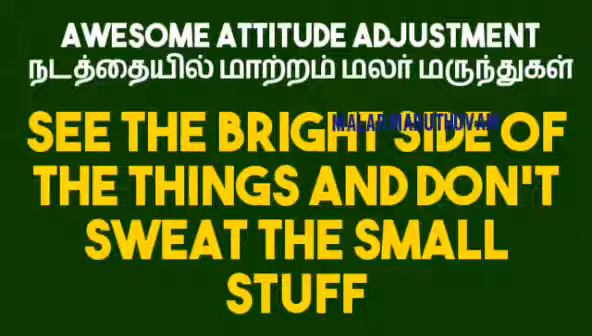 AWESOME ATTITUDE ADJUSTMENT
நடத்தையில் மாற்றம் மலர் மருந்துகள்
MALAR MARUTHUVAM
SEE THE BRIGHT SIDE OF
THE THINGS AND DON'T
SWEAT THE SMALL
STUFF